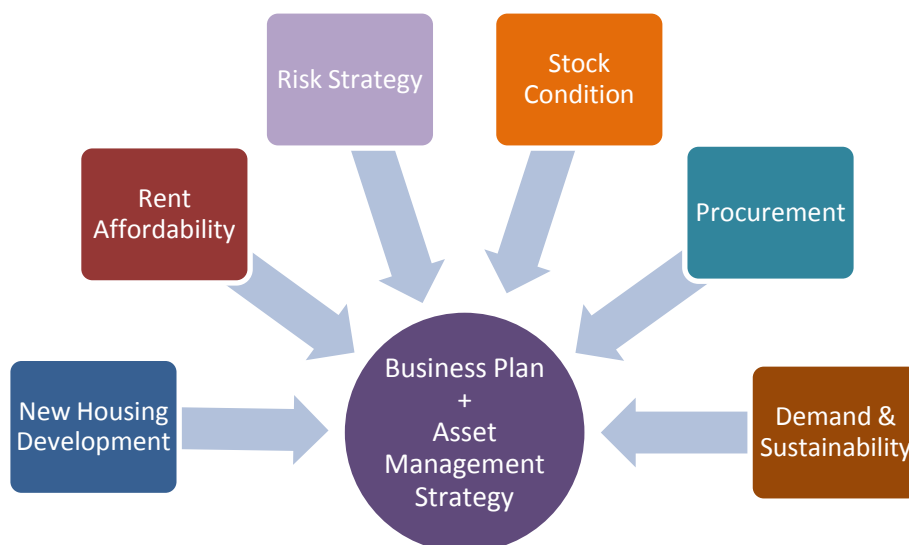 Risk Strategy
Stock
Condition
Rent
Affordability
Procurement
New Housing
Development
Business Plan
+
Asset
Management
Strategy
Demand &
Sustainability